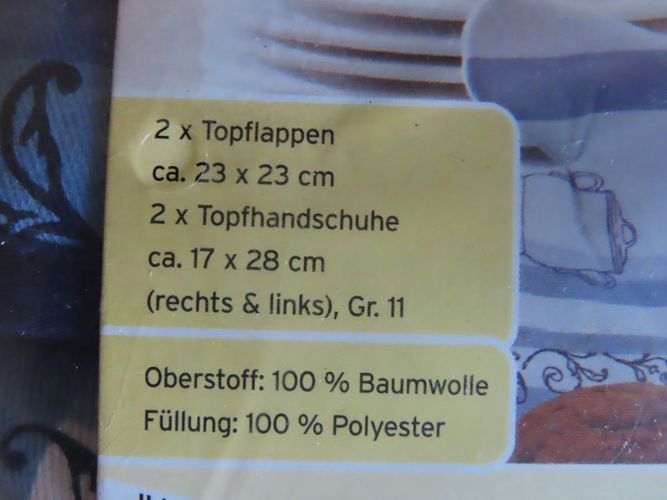 2 x Topflappen
ca. 23 x 23 cm
2 x Topfhandschuhe
ca. 17 x 28 cm
(rechts & links), Gr. 11
Oberstoff: 100 % Baumwolle
Füllung: 100 % Polyester